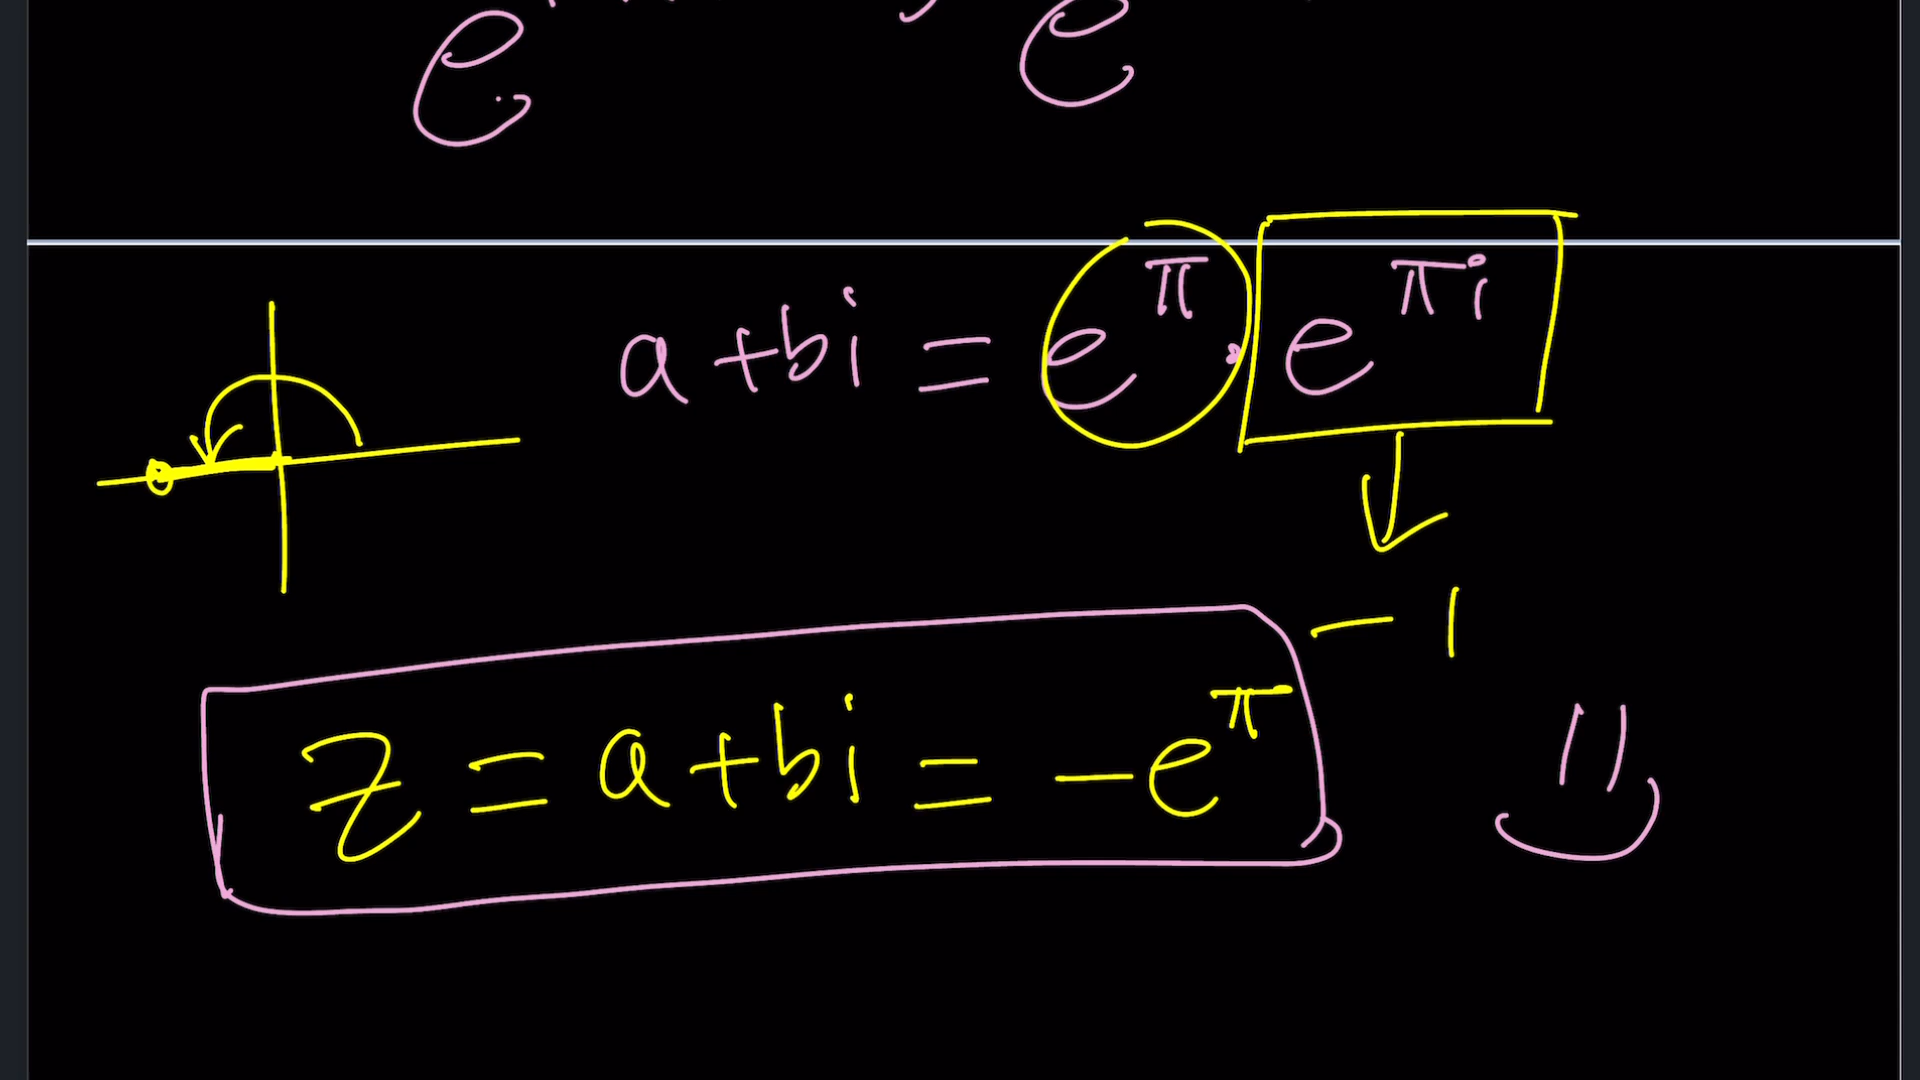 e e
a+bi = e^π · e^{πi}
-1
z = a+bi = -e^π